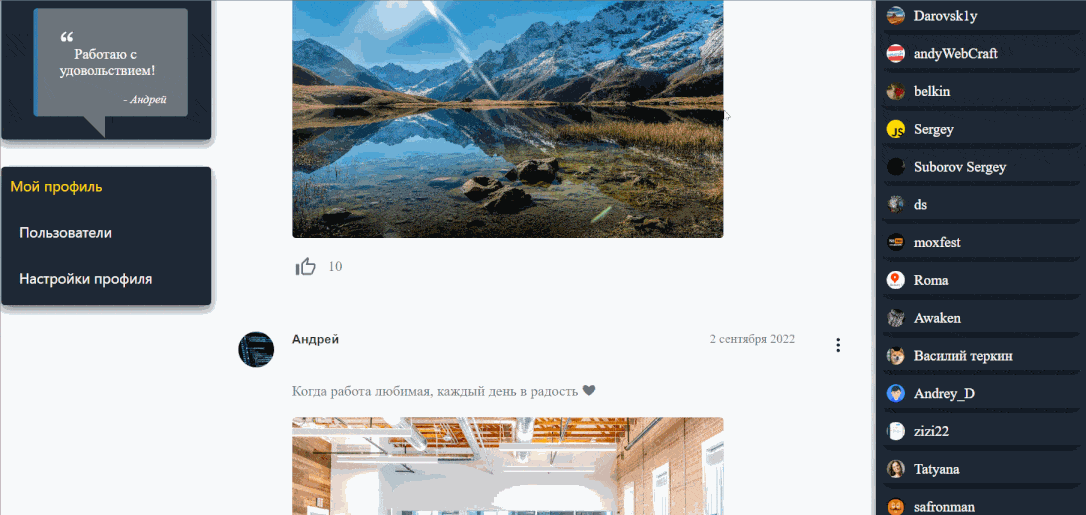 “
Работаю с
удовольствием!
- Андрей
Мой профиль
Пользователи
Настройки профиля
10
Андрей
2 сентября 2022
Когда работа любимая, каждый день в радость 🖤
Darovsk1y
andyWebCraft
belkin
JS
Sergey
Suborov Sergey
ds
moxfest
Roma
Awaken
Василий теркин
Andrey_D
zizi22
Tatyana
safronman